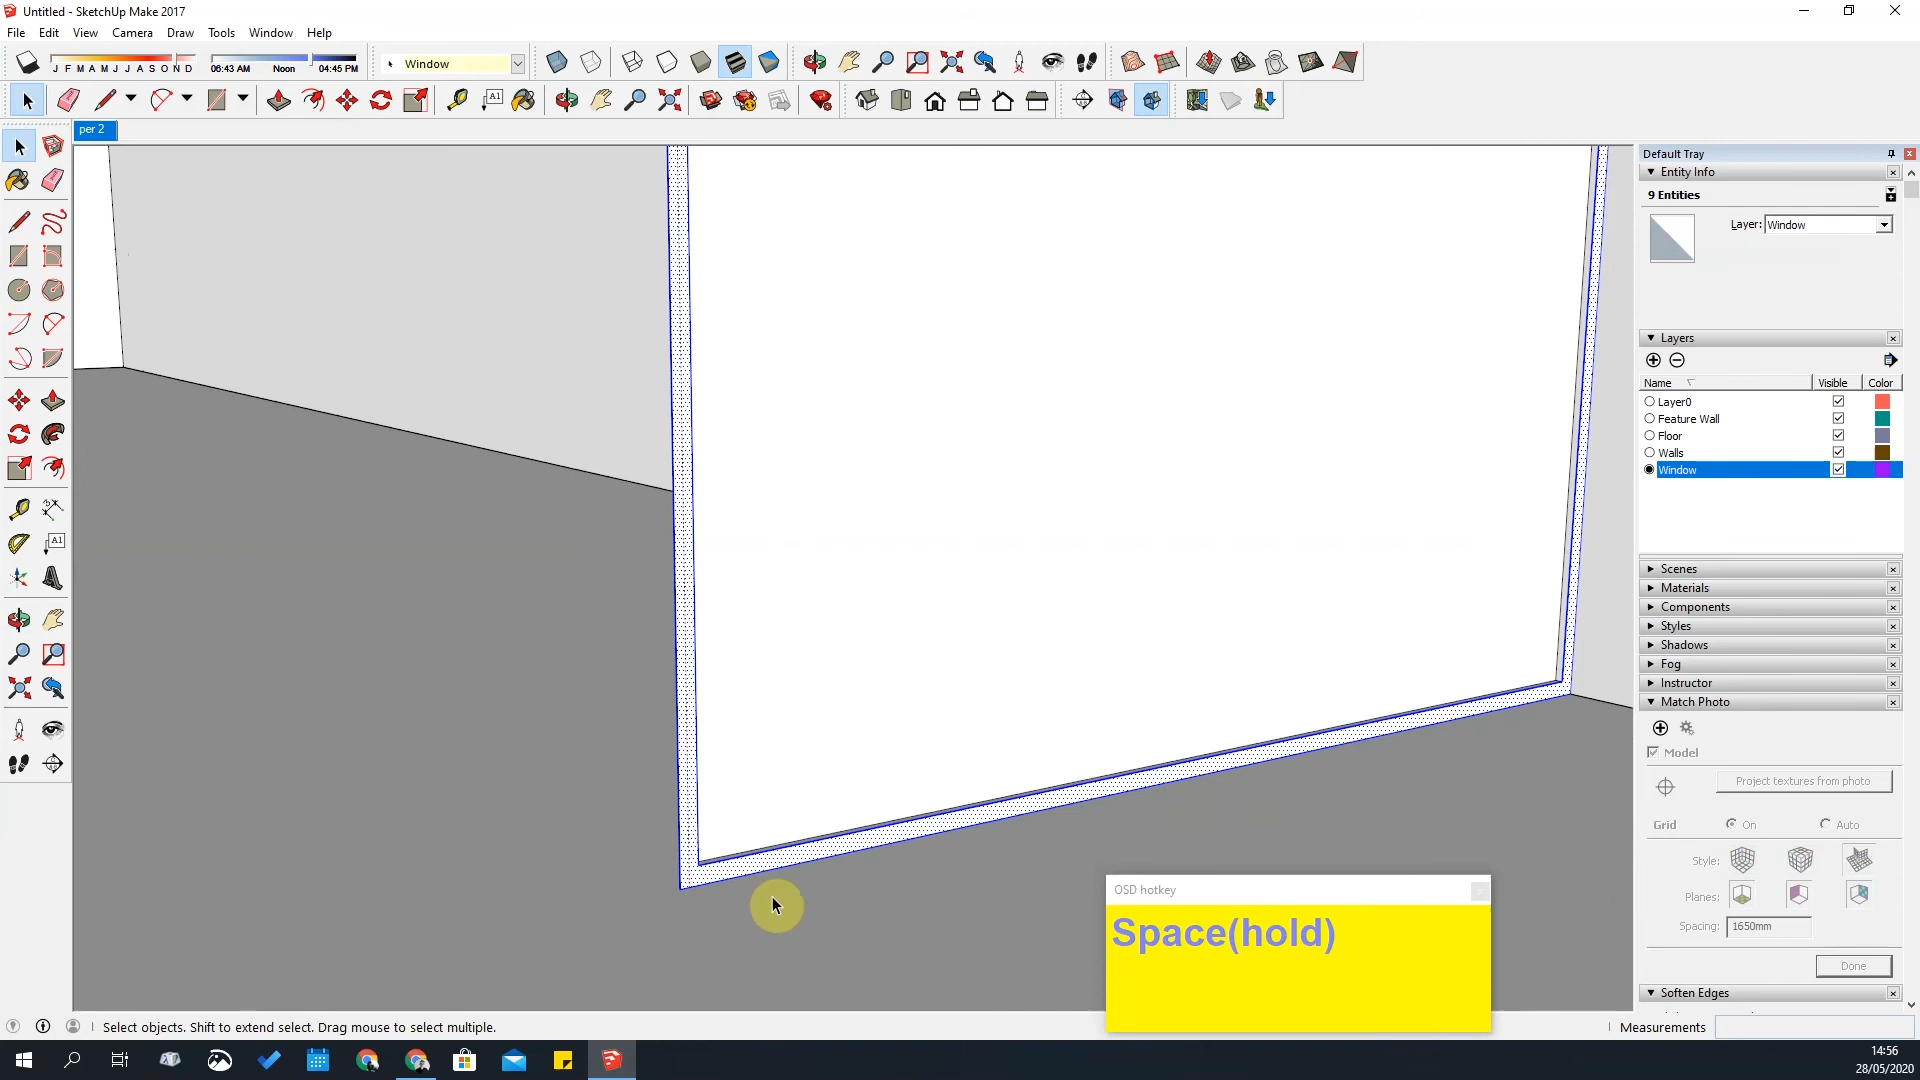 Untitled - SketchUp Make 2017
File Edit View Camera Draw Tools Window Help
J F M A M J J A S O N D
06:43 AM Noon 04:45 PM
Window
A1
per 2
Default Tray
Entity Info
9 Entities
Layer: Window
Layers
Name Visible Color
Layer0
Feature Wall
Floor
Walls
Window
A1
Scenes
Materials
Components
Styles
Shadows
Fog
Instructor
Match Photo
Model
Project textures from photo
Grid On Auto
Style:
Planes:
Spacing: 1650mm
Done
Soften Edges
OSD hotkey
Space(hold)
Select objects. Shift to extend select. Drag mouse to select multiple.
Measurements
14:56
28/05/2020